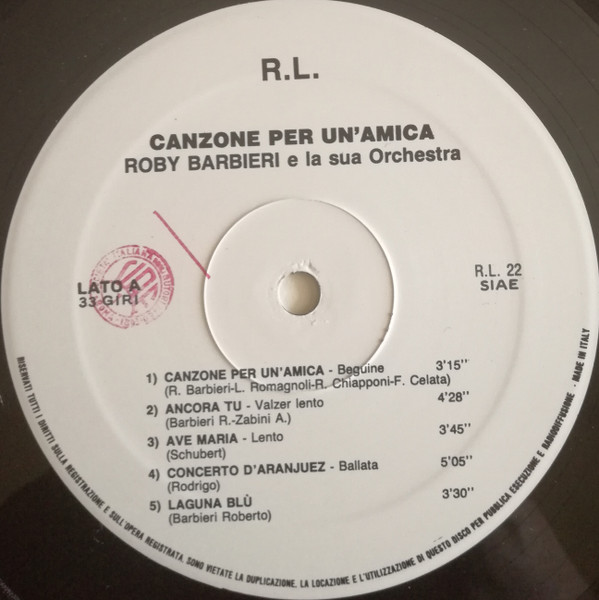 R.L.
CANZONE PER UN'AMICA
ROBY BARBIERI e la sua Orchestra
LATO A
33 GIRI
R.L. 22
SIAE
1) CANZONE PER UN'AMICA - Beguine 3'15''
(R. Barbieri-L. Romagnoli-R. Chiapponi-F. Celata)
2) ANCORA TU - Valzer lento 4'28''
(Barbieri R.-Zabini A.)
3) AVE MARIA - Lento 3'45''
(Schubert)
4) CONCERTO D'ARANJUEZ - Ballata 5'05''
(Rodrigo)
5) LAGUNA BLÙ 3'30''
(Barbieri Roberto)
RISERVATI TUTTI I DIRITTI SULLA REGISTRAZIONE E SULL'OPERA REGISTRATA. SONO VIETATE LA DUPLICAZIONE. LA LOCAZIONE E L'UTILIZZAZIONE DI QUESTO DISCO PER PUBBLICA ESECUZIONE E RADIODIFFUSIONE - MADE IN ITALY